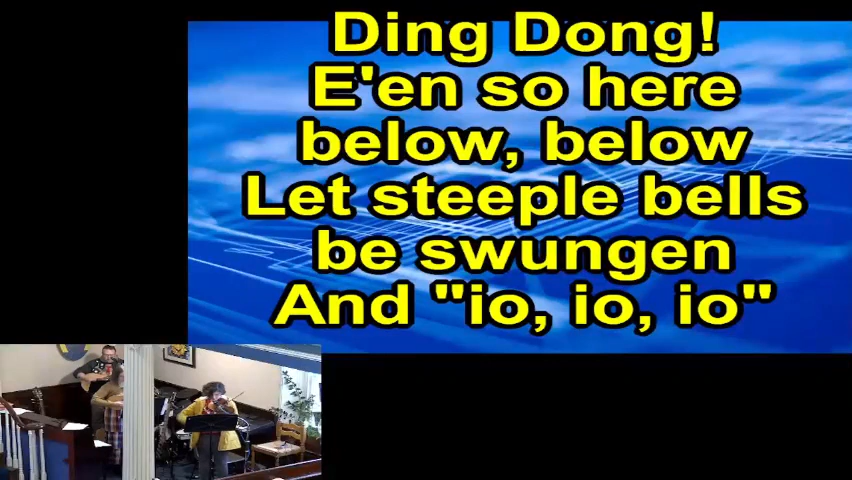 Ding Dong!
E'en so here
below, below
Let steeple bells
be swungen
And "io, io, io"